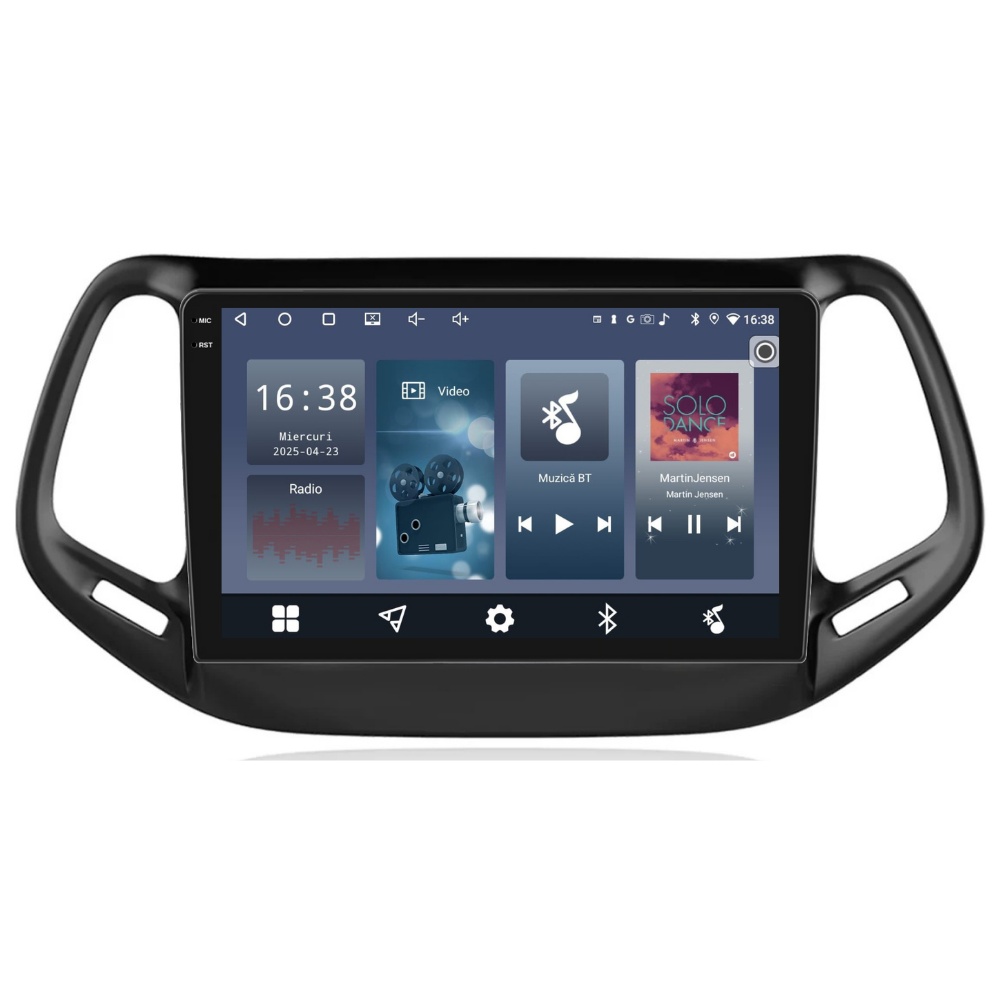 MIC
RST
G
16:38
16:38
Miercuri
2025-04-23
Radio
Video
Muzică BT
SOLO
DANCE
MartinJensen
Martin Jensen